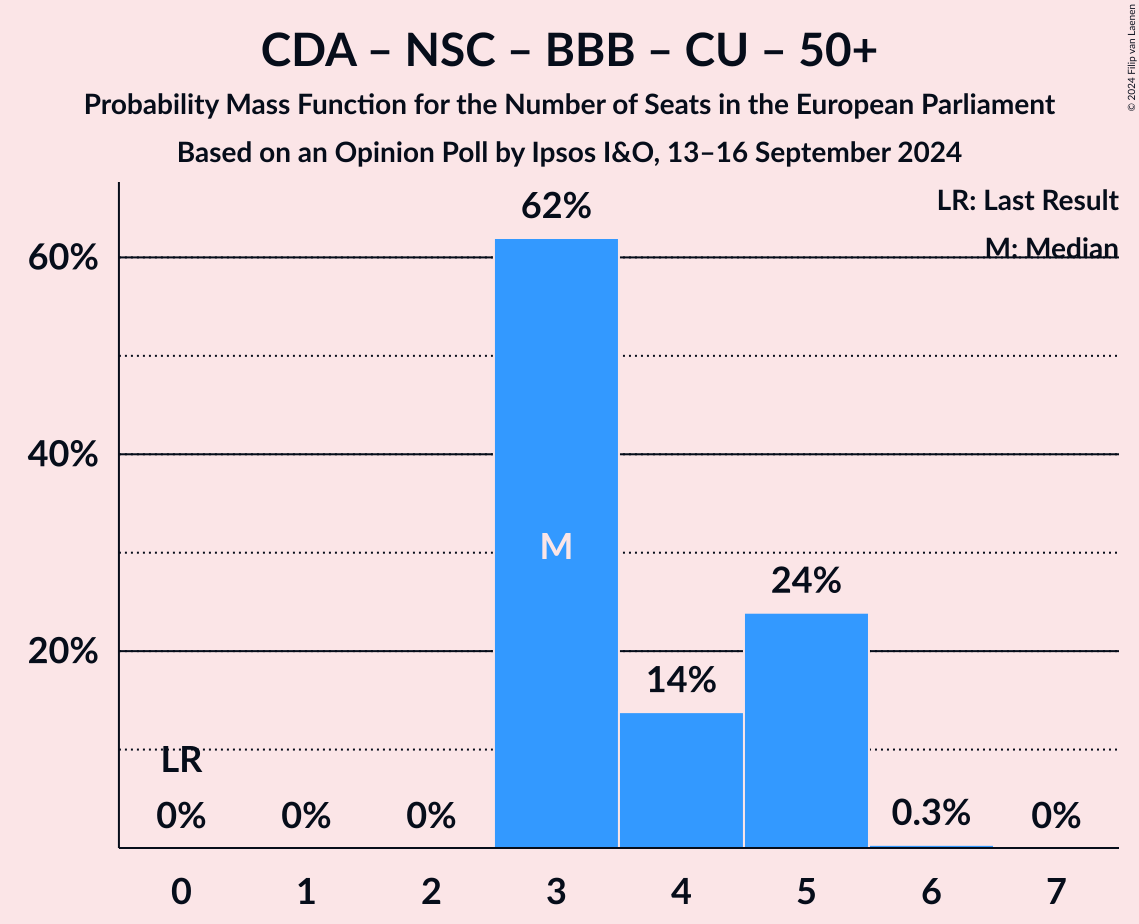 CDA – NSC – BBB – CU – 50+
Probability Mass Function for the Number of Seats in the European Parliament
Based on an Opinion Poll by Ipsos I&O, 13–16 September 2024
© 2024 Filip van Laenen
LR: Last Result
M: Median
60%
40%
20%
62%
M
24%
14%
LR
0%
0%
0%
0.3%
0%
0 1 2 3 4 5 6 7